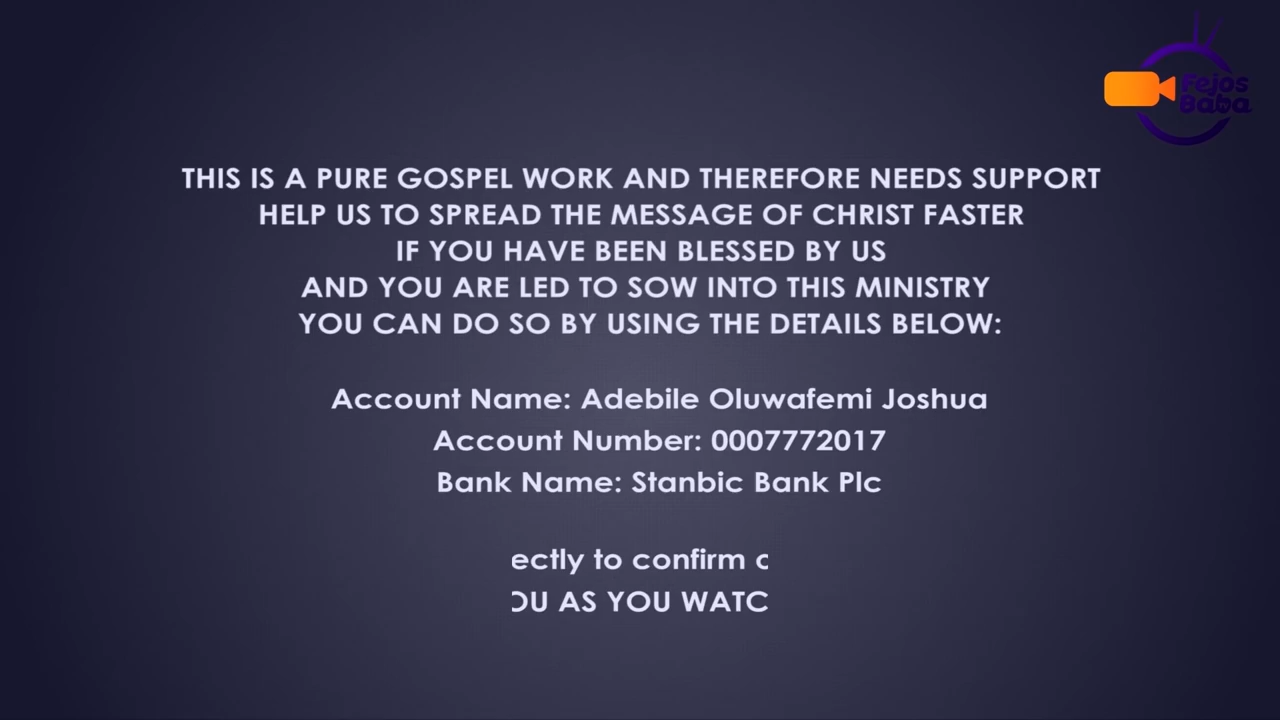 Fejos
Baba
TV
THIS IS A PURE GOSPEL WORK AND THEREFORE NEEDS SUPPORT
HELP US TO SPREAD THE MESSAGE OF CHRIST FASTER
IF YOU HAVE BEEN BLESSED BY US
AND YOU ARE LED TO SOW INTO THIS MINISTRY
YOU CAN DO SO BY USING THE DETAILS BELOW:
Account Name: Adebile Oluwafemi Joshua
Account Number: 0007772017
Bank Name: Stanbic Bank Plc
ectly to confirm
OU AS YOU WATC